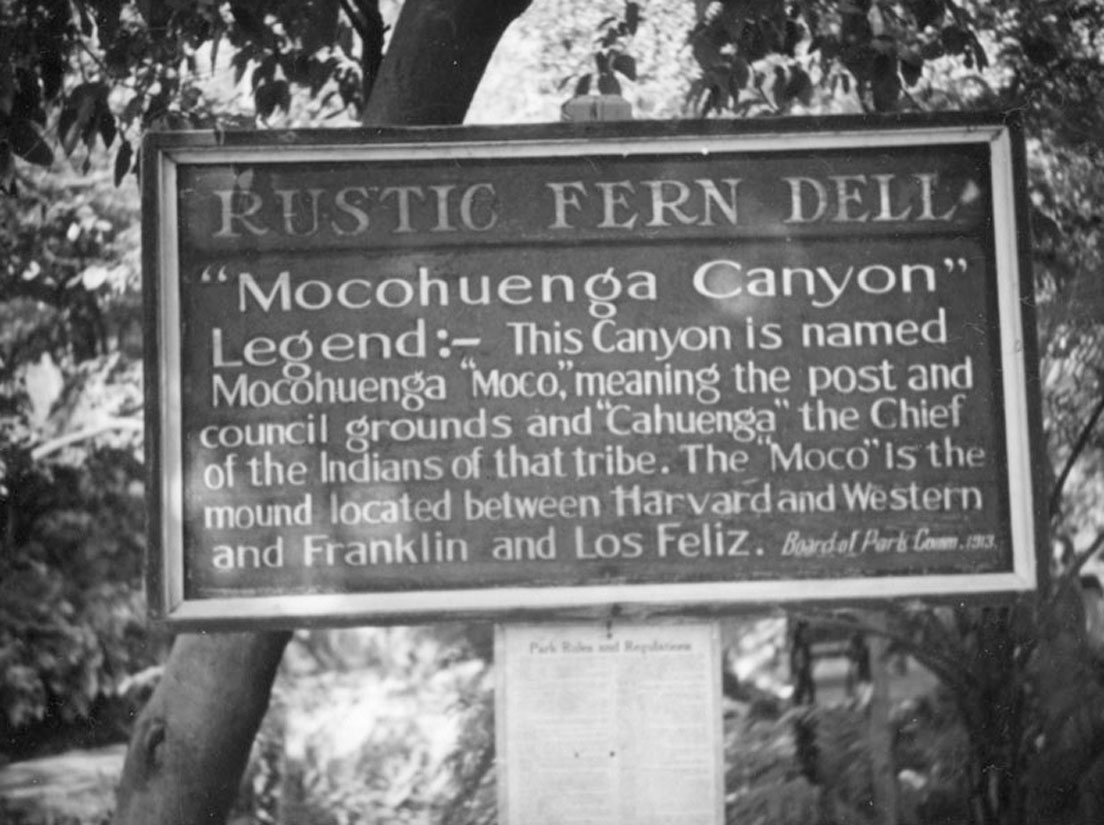 RUSTIC FERN DELL
"Mocohuenga Canyon"
Legend:- This Canyon is named
Mocohuenga "Moco," meaning the post and
council grounds and "Cahuenga" the Chief
of the Indians of that tribe. The "Moco" is the
mound located between Harvard and Western
and Franklin and Los Feliz. Board of Park Comm. 1913.
Park Rules and Regulations